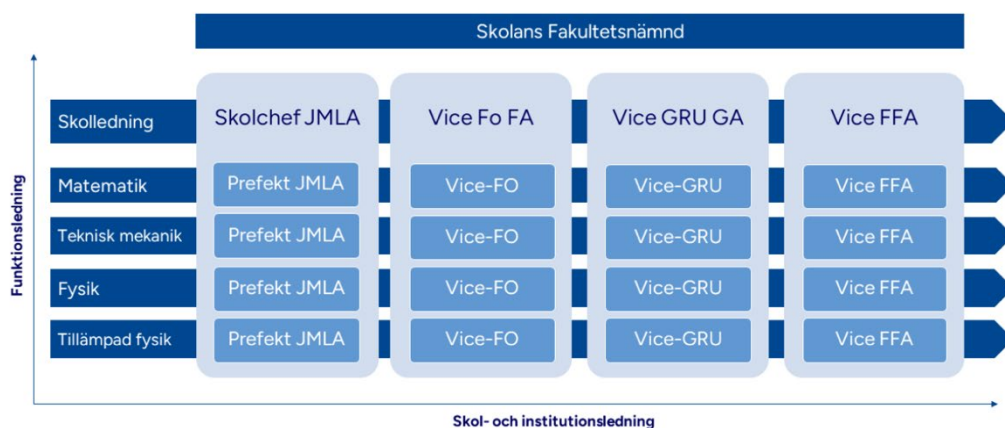 Skolans Fakultetsnämnd
Funktionsledning
Skolledning
Skolchef JMLA
Vice Fo FA
Vice GRU GA
Vice FFA
Matematik
Prefekt JMLA
Vice-FO
Vice-GRU
Vice FFA
Teknisk mekanik
Prefekt JMLA
Vice-FO
Vice-GRU
Vice FFA
Fysik
Prefekt JMLA
Vice-FO
Vice-GRU
Vice FFA
Tillämpad fysik
Prefekt JMLA
Vice-FO
Vice-GRU
Vice FFA
Skol- och institutionsledning